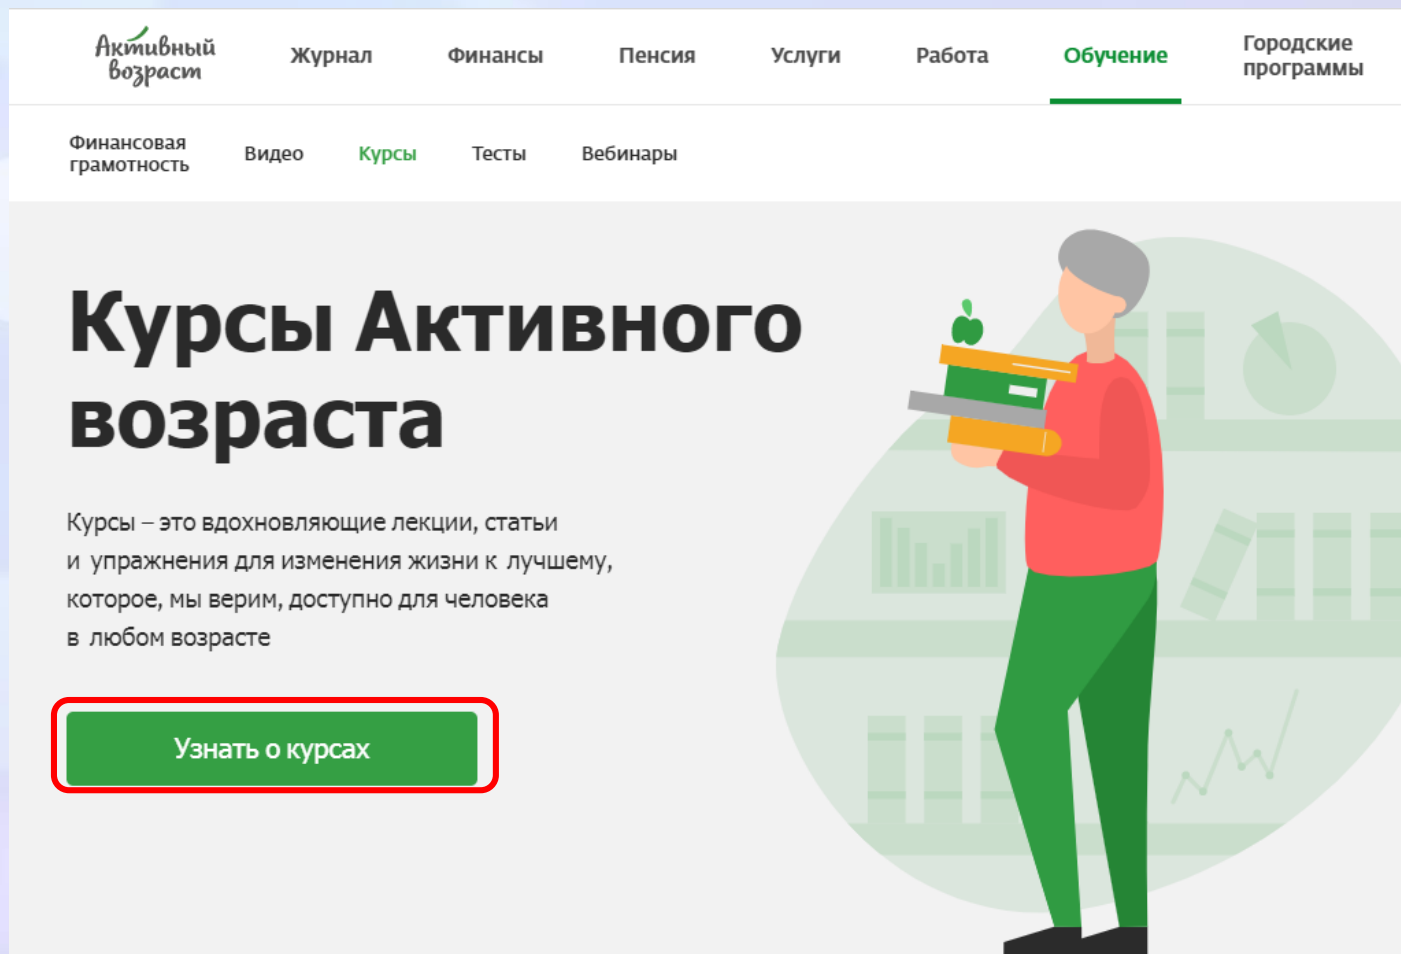 Активный
возраст
Журнал
Финансы
Пенсия
Услуги
Работа
Обучение
Городские
программы
Финансовая
грамотность
Видео
Курсы
Тесты
Вебинары
Курсы Активного
возраста
Курсы – это вдохновляющие лекции, статьи
и упражнения для изменения жизни к лучшему,
которое, мы верим, доступно для человека
в любом возрасте
Узнать о курсах